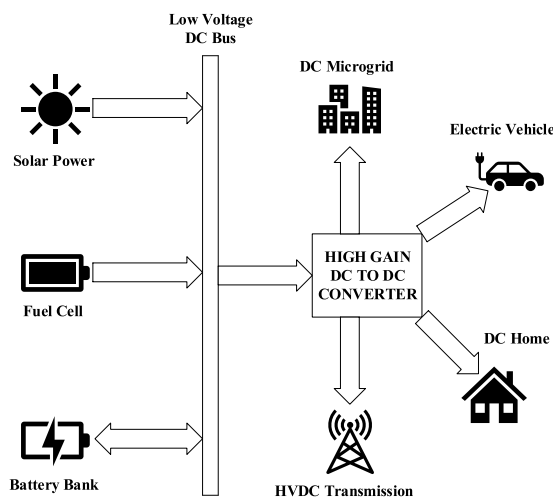 Low Voltage
DC Bus
Solar Power
Fuel Cell
Battery Bank
DC Microgrid
Electric Vehicle
HIGH GAIN
DC TO DC
CONVERTER
DC Home
HVDC Transmission